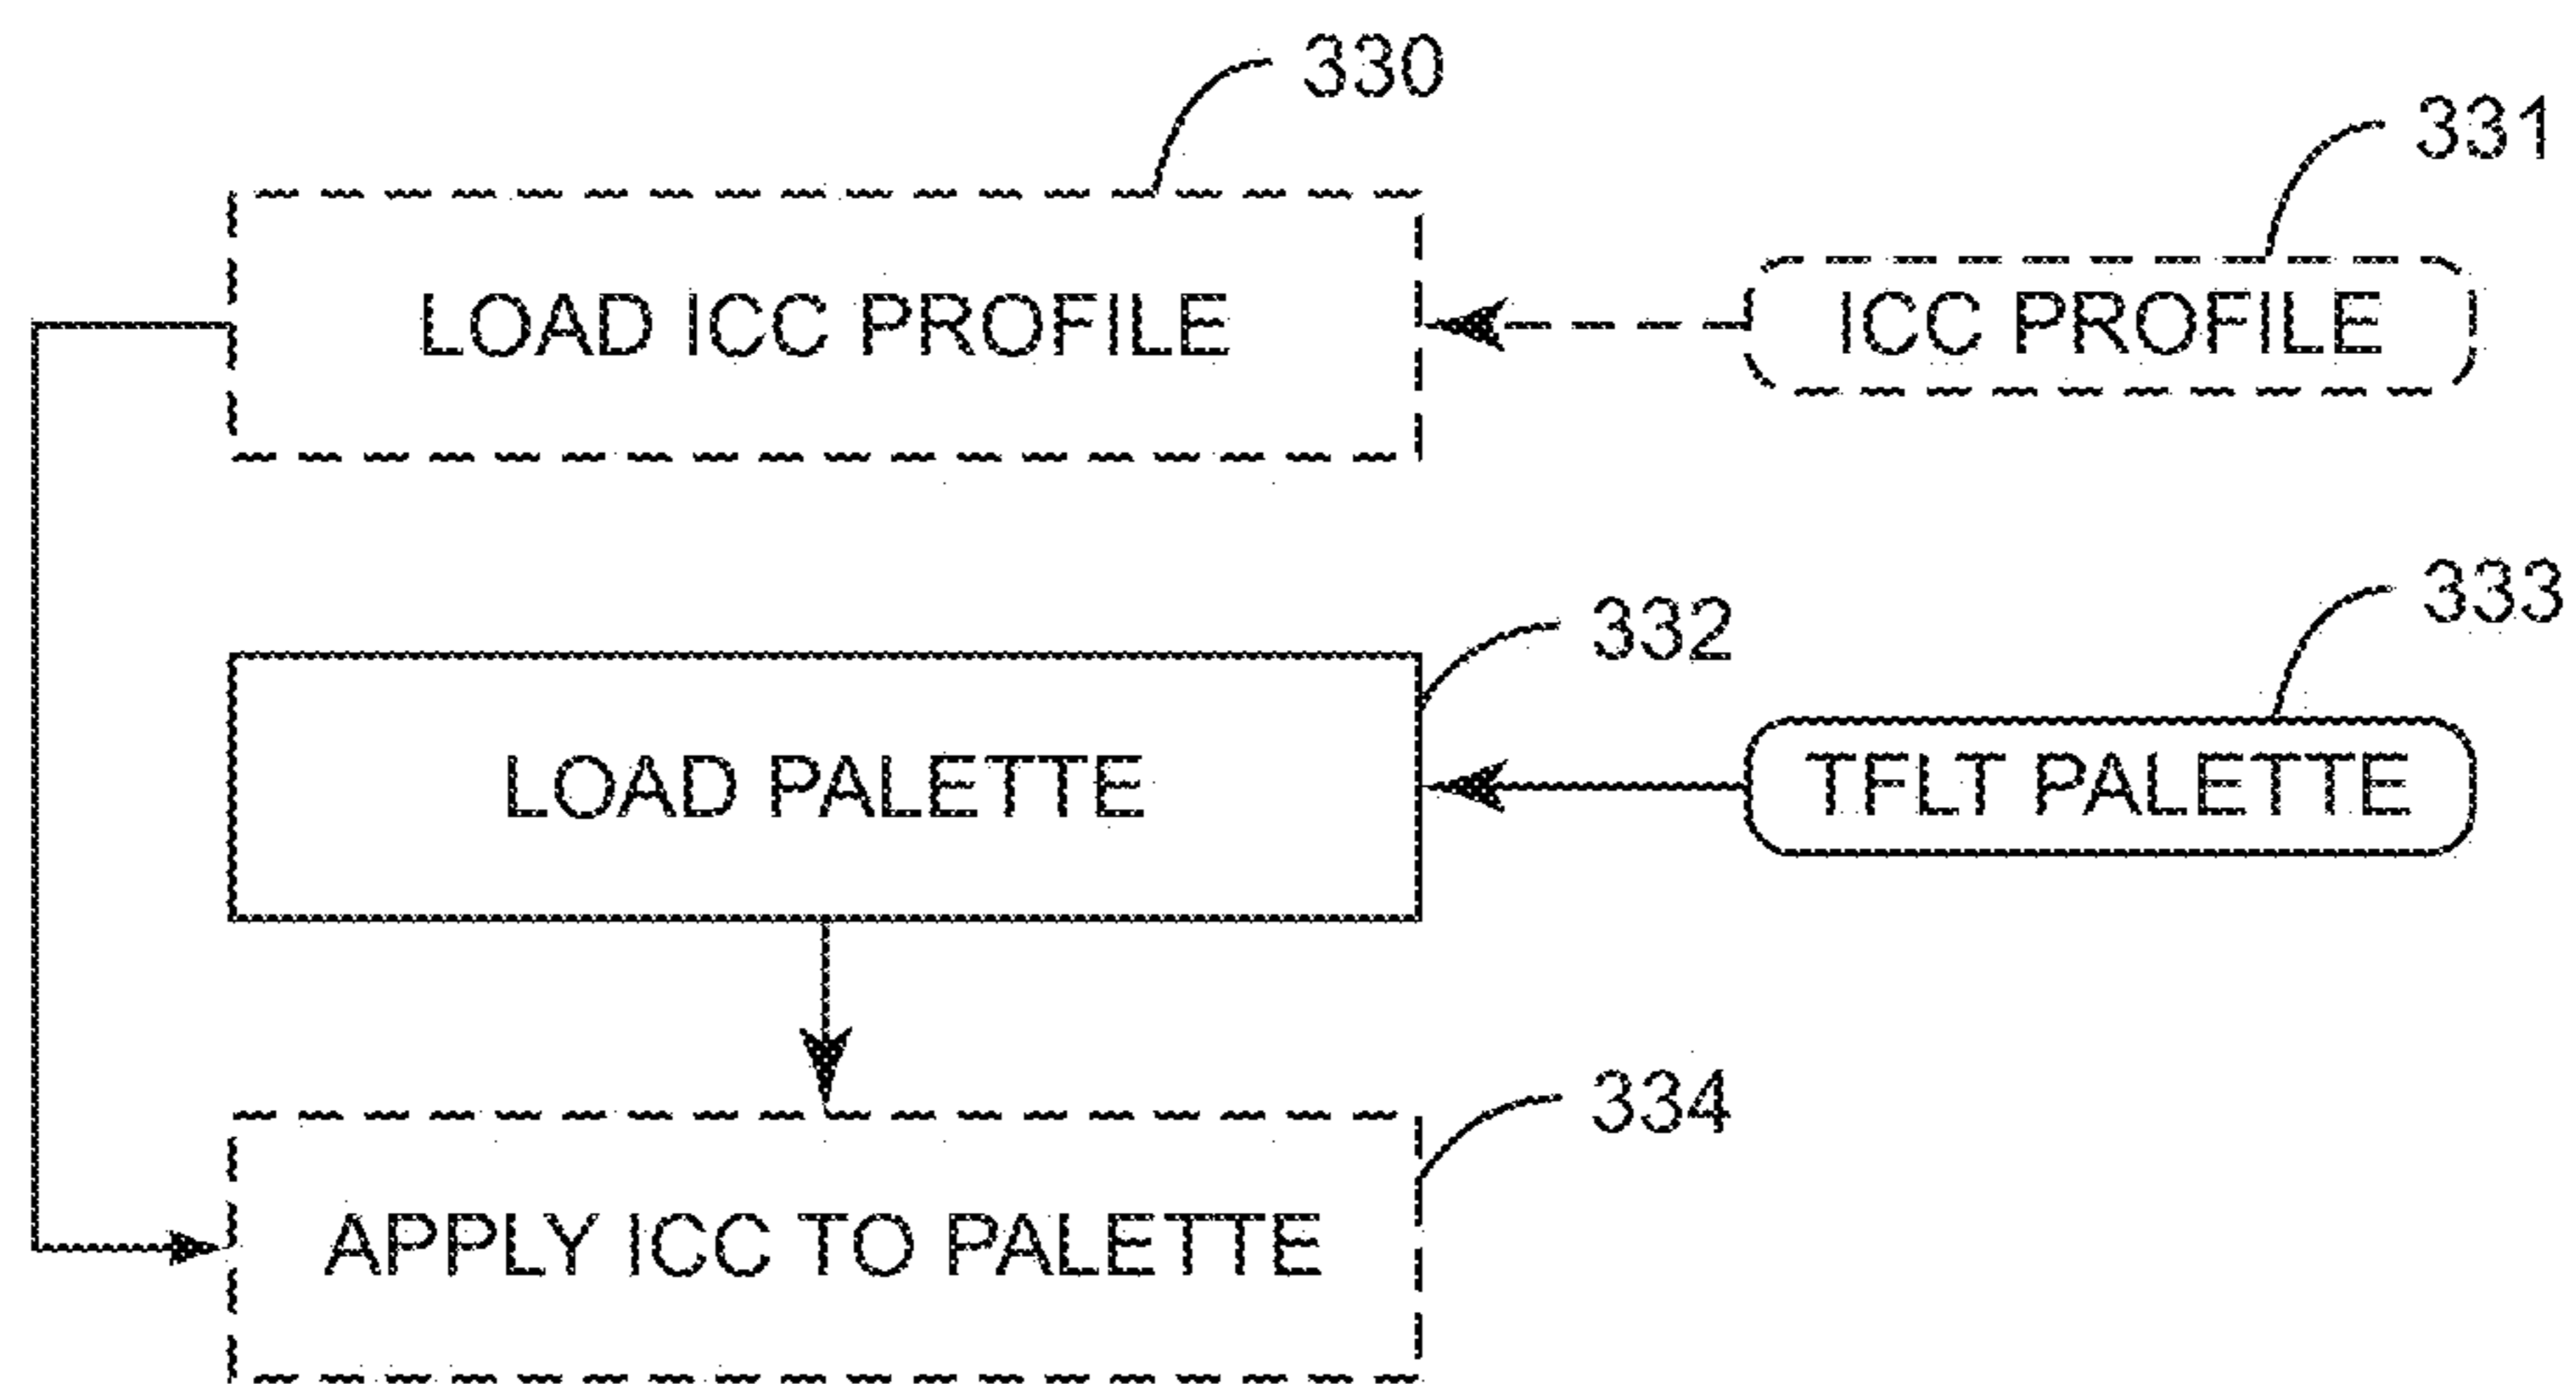 330
331
LOAD ICC PROFILE
ICC PROFILE
332
333
LOAD PALETTE
TFLT PALETTE
334
APPLY ICC TO PALETTE